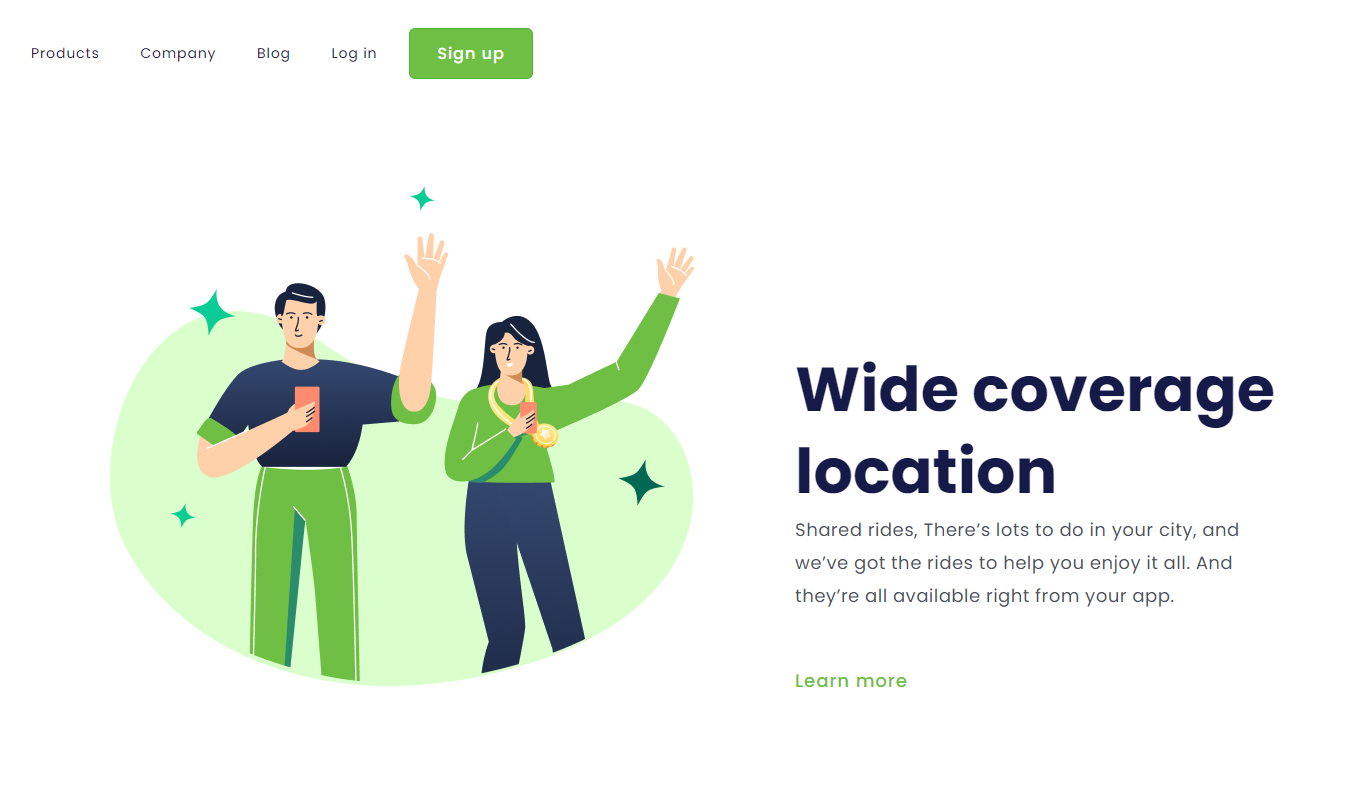 Products Company Blog Log in Sign up
Wide coverage
location
Shared rides, There’s lots to do in your city, and
we’ve got the rides to help you enjoy it all. And
they’re all available right from your app.
Learn more